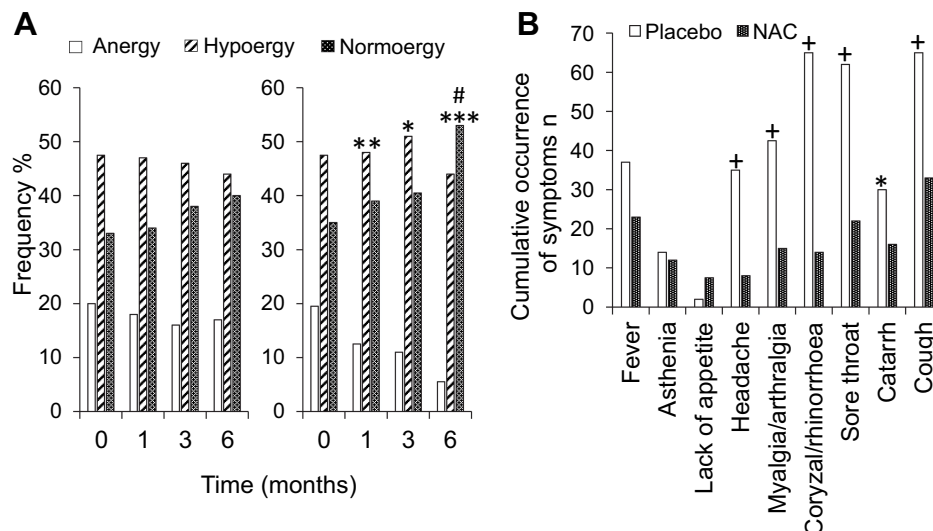 A
Anergy Hypoergy Normoergy
Frequency %
60
50
40
30
20
10
0
0 1 3 6
60
50
40
30
20
10
0
** * *** #
0 1 3 6
Time (months)
B
Placebo NAC
Cumulative occurrence
of symptoms n
70
60
50
40
30
20
10
0
+ + + + * +
Fever
Asthenia
Lack of appetite
Headache
Myalgia/arthralgia
Coryzal/rhinorrhoea
Sore throat
Catarrh
Cough